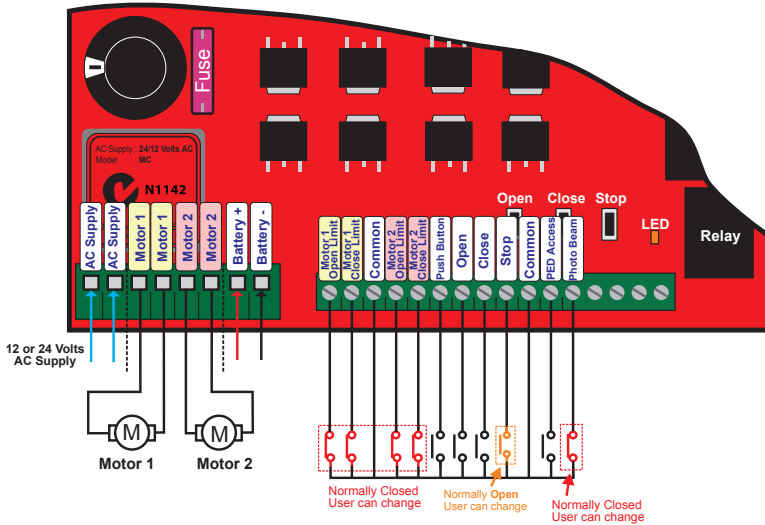 Fuse
AC Supply : 24/12 Volts AC
Model : MC
N1142
AC Supply
AC Supply
Motor 1
Motor 1
Motor 2
Motor 2
Battery +
Battery -
Motor 1
Open Limit
Motor 1
Close Limit
Common
Motor 2
Open Limit
Motor 2
Close Limit
Push Button
Open
Close
Stop
Common
PED Access
Photo Beam
Open Close Stop
LED
Relay
12 or 24 Volts
AC Supply
M
M
Motor 1
Motor 2
Normally Closed
User can change
Normally Open
User can change
Normally Closed
User can change